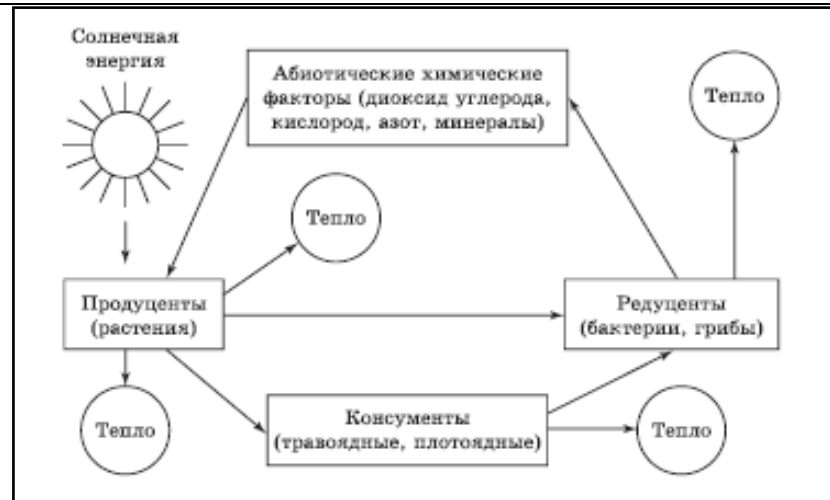 Солнечная
энергия
Абиотические химические
факторы (диоксид углерода,
кислород, азот, минералы)
Тепло
Тепло
Продуценты
(растения)
Редуценты
(бактерии, грибы)
Тепло
Консументы
(травоядные, плотоядные)
Тепло